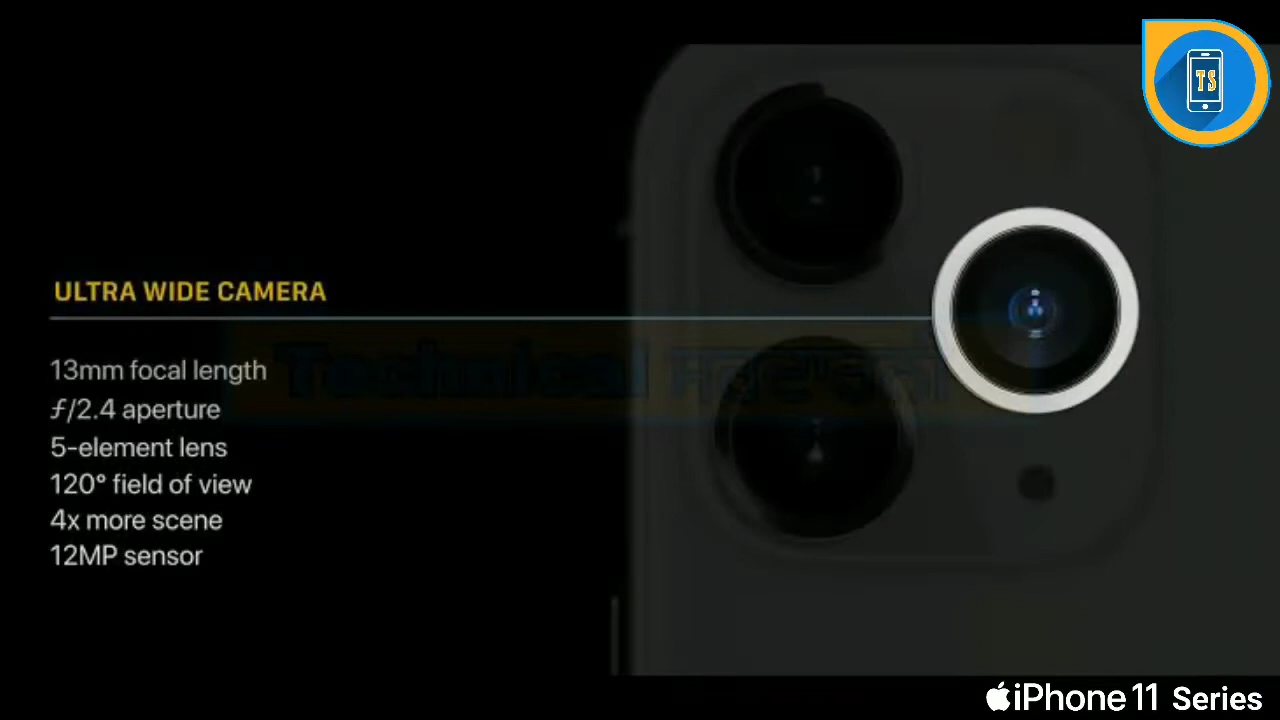 TS
ULTRA WIDE CAMERA
13mm focal length
ƒ/2.4 aperture
5-element lens
120° field of view
4x more scene
12MP sensor
Technical
iPhone 11 Series